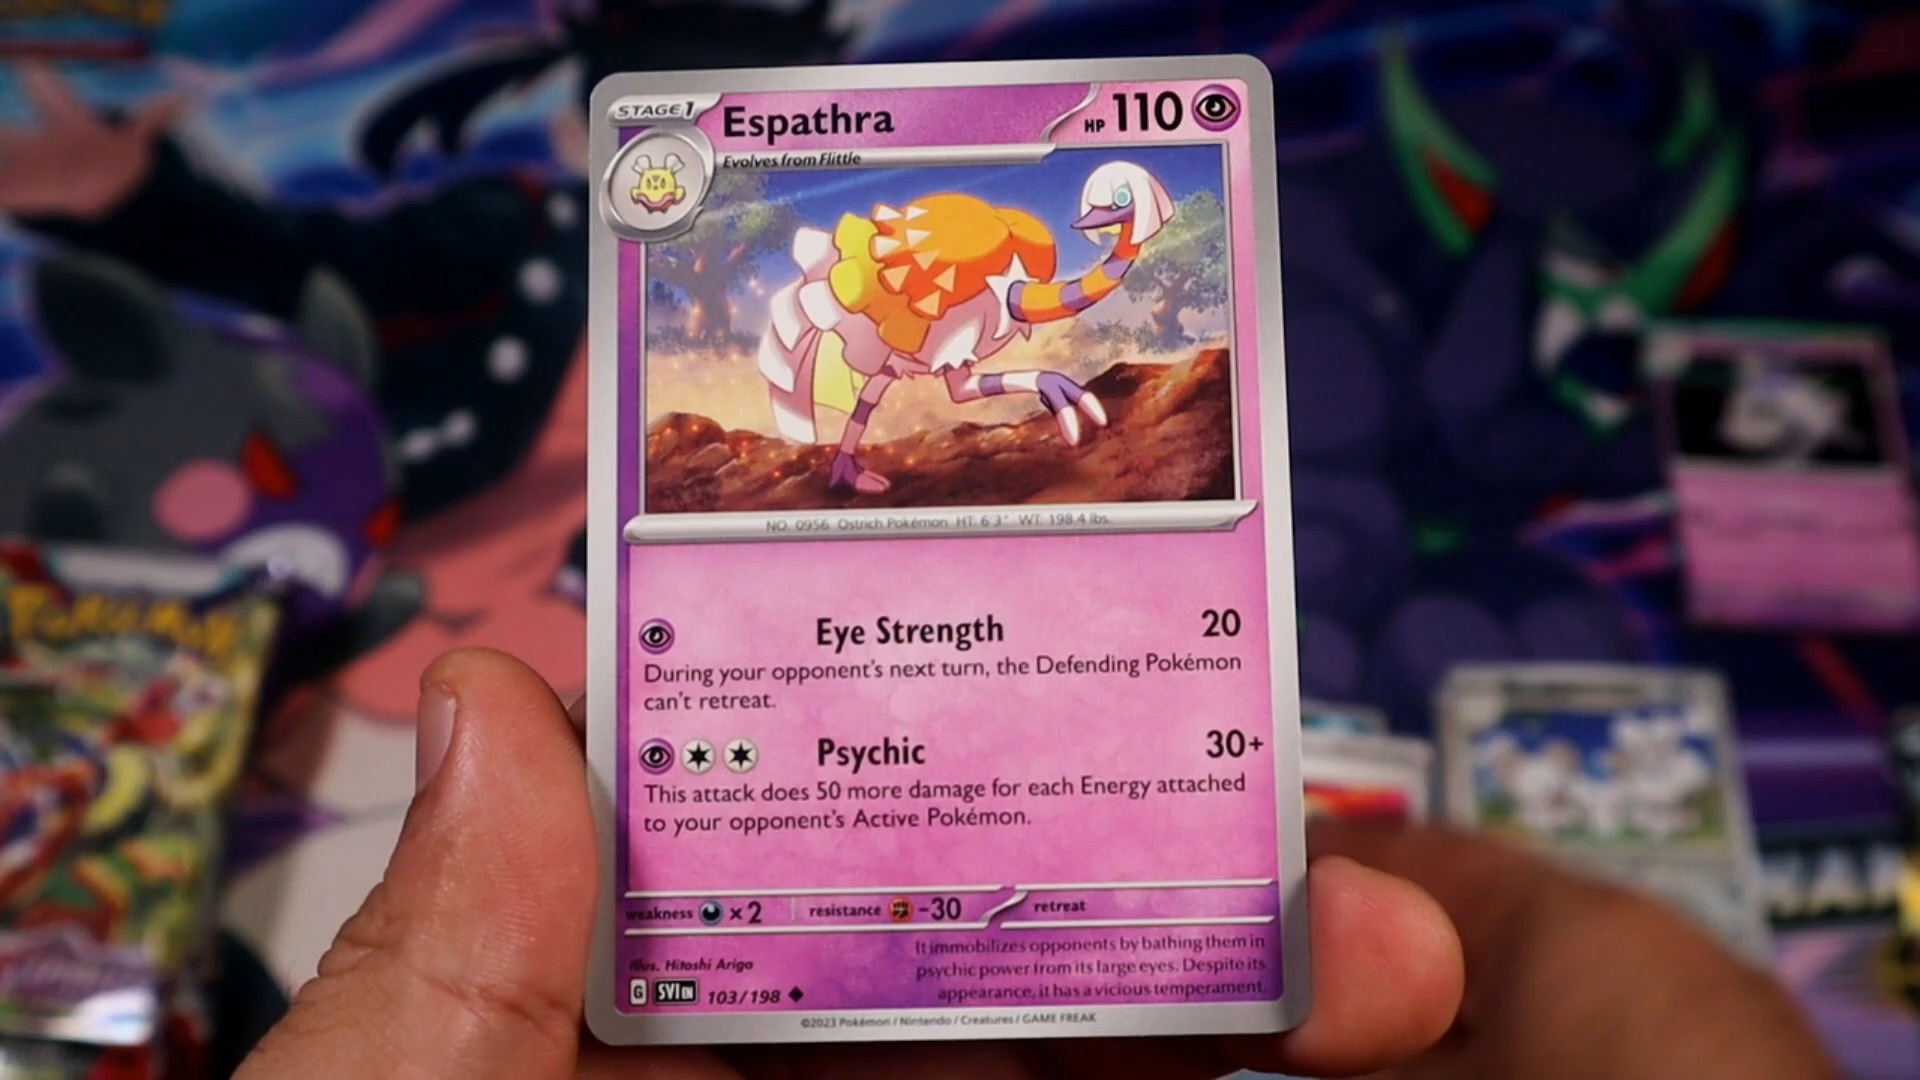 STAGE 1
Espathra
HP 110
Evolves from Flittle
NO. 0956 Ostrich Pokémon HT: 6'3" WT: 198.4 lbs.
Eye Strength 20
During your opponent's next turn, the Defending Pokémon
can't retreat.
Psychic 30+
This attack does 50 more damage for each Energy attached
to your opponent's Active Pokémon.
weakness ×2 resistance -30 retreat
It immobilizes opponents by bathing them in
psychic power from its large eyes. Despite its
appearance, it has a vicious temperament.
Illus. Hitoshi Ariga
G SVI EN 103/198
©2023 Pokémon / Nintendo / Creatures / GAME FREAK
POKÉMON